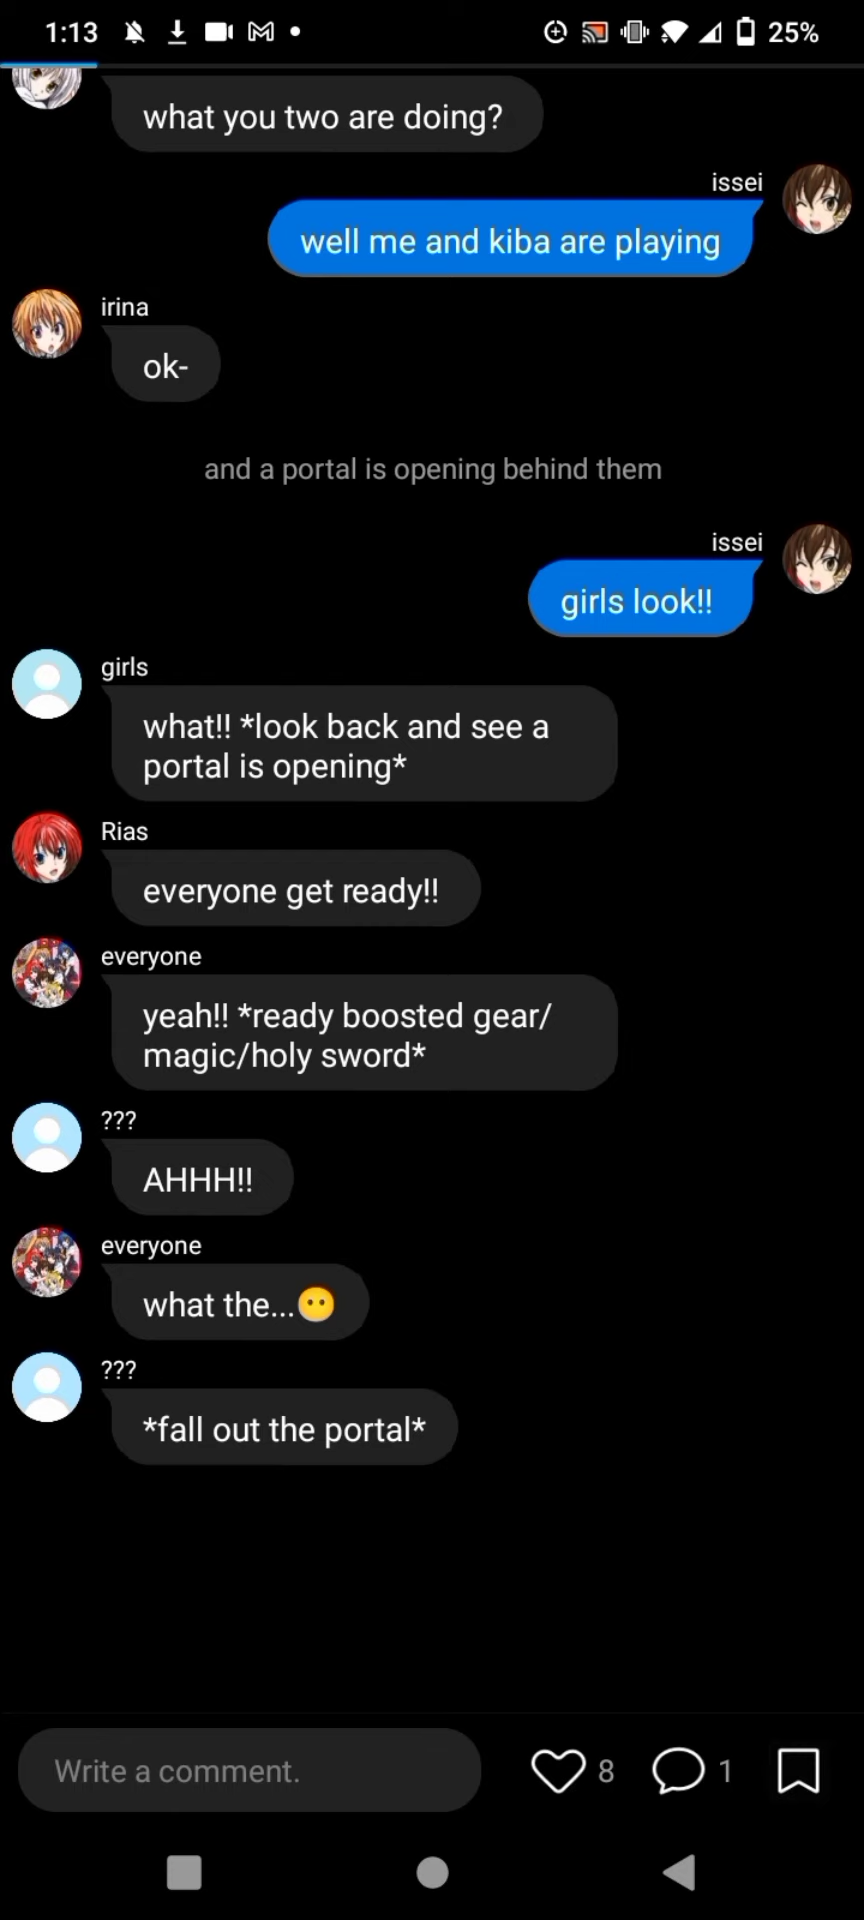 1:13
25%
what you two are doing?
issei
well me and kiba are playing
irina
ok-
and a portal is opening behind them
issei
girls look!!
girls
what!! *look back and see a
portal is opening*
Rias
everyone get ready!!
everyone
yeah!! *ready boosted gear/
magic/holy sword*
???
AHHH!!
everyone
what the...😶
???
*fall out the portal*
Write a comment.
8
1